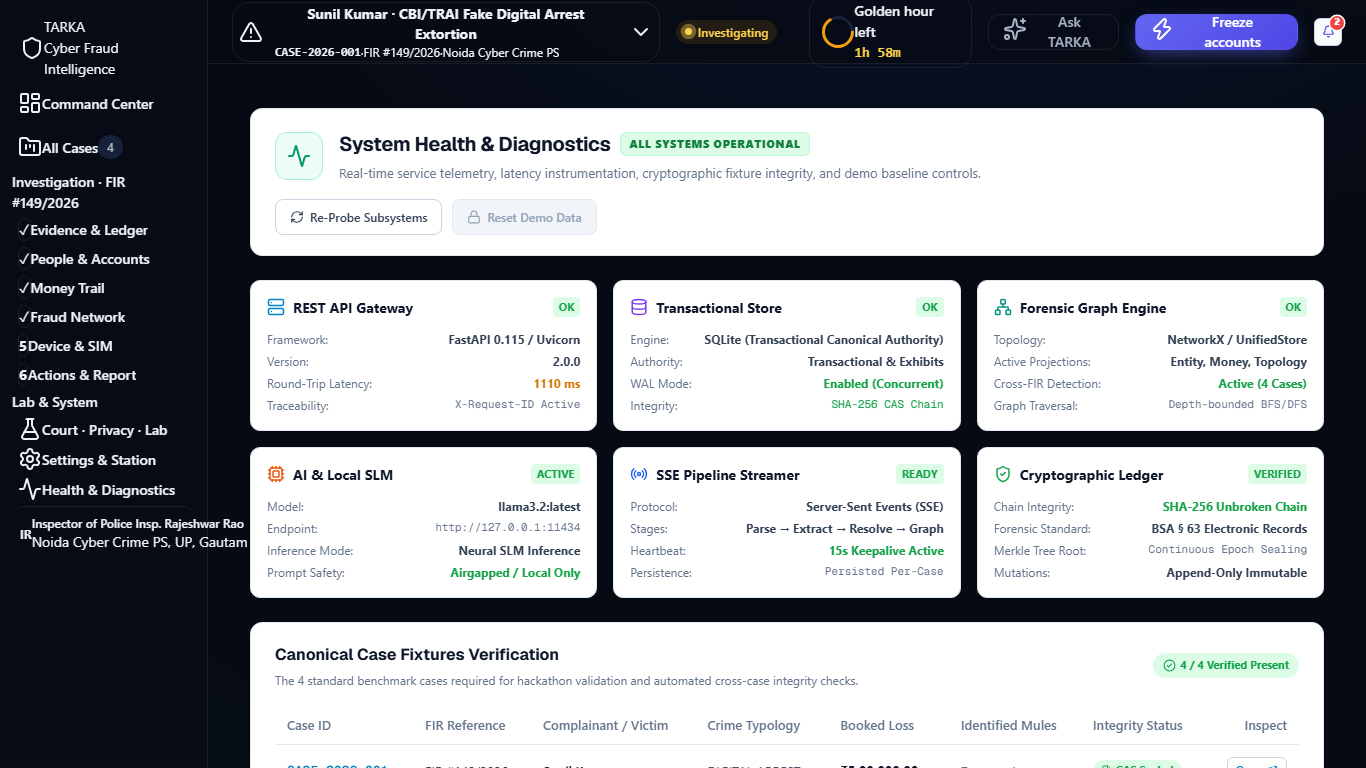 TARKA
Cyber Fraud
Intelligence
Command Center
All Cases 4
Investigation · FIR
#149/2026
✓Evidence & Ledger
✓People & Accounts
✓Money Trail
✓Fraud Network
5Device & SIM
6Actions & Report
Lab & System
Court · Privacy · Lab
Settings & Station
Health & Diagnostics
IR
Inspector of Police Insp. Rajeshwar Rao
Noida Cyber Crime PS, UP, Gautam
Sunil Kumar · CBI/TRAI Fake Digital Arrest
Extortion
CASE-2026-001·FIR #149/2026·Noida Cyber Crime PS
Investigating
Golden hour
left
1h 58m
Ask
TARKA
Freeze
accounts
2
System Health & Diagnostics
ALL SYSTEMS OPERATIONAL
Real-time service telemetry, latency instrumentation, cryptographic fixture integrity, and demo baseline controls.
Re-Probe Subsystems
Reset Demo Data
REST API Gateway OK
Framework: FastAPI 0.115 / Uvicorn
Version: 2.0.0
Round-Trip Latency: 1110 ms
Traceability: X-Request-ID Active
Transactional Store OK
Engine: SQLite (Transactional Canonical Authority)
Authority: Transactional & Exhibits
WAL Mode: Enabled (Concurrent)
Integrity: SHA-256 CAS Chain
Forensic Graph Engine OK
Topology: NetworkX / UnifiedStore
Active Projections: Entity, Money, Topology
Cross-FIR Detection: Active (4 Cases)
Graph Traversal: Depth-bounded BFS/DFS
AI & Local SLM ACTIVE
Model: llama3.2:latest
Endpoint: http://127.0.0.1:11434
Inference Mode: Neural SLM Inference
Prompt Safety: Airgapped / Local Only
SSE Pipeline Streamer READY
Protocol: Server-Sent Events (SSE)
Stages: Parse → Extract → Resolve → Graph
Heartbeat: 15s Keepalive Active
Persistence: Persisted Per-Case
Cryptographic Ledger VERIFIED
Chain Integrity: SHA-256 Unbroken Chain
Forensic Standard: BSA § 63 Electronic Records
Merkle Tree Root: Continuous Epoch Sealing
Mutations: Append-Only Immutable
Canonical Case Fixtures Verification
The 4 standard benchmark cases required for hackathon validation and automated cross-case integrity checks.
4 / 4 Verified Present
Case ID FIR Reference Complainant / Victim Crime Typology Booked Loss Identified Mules Integrity Status Inspect